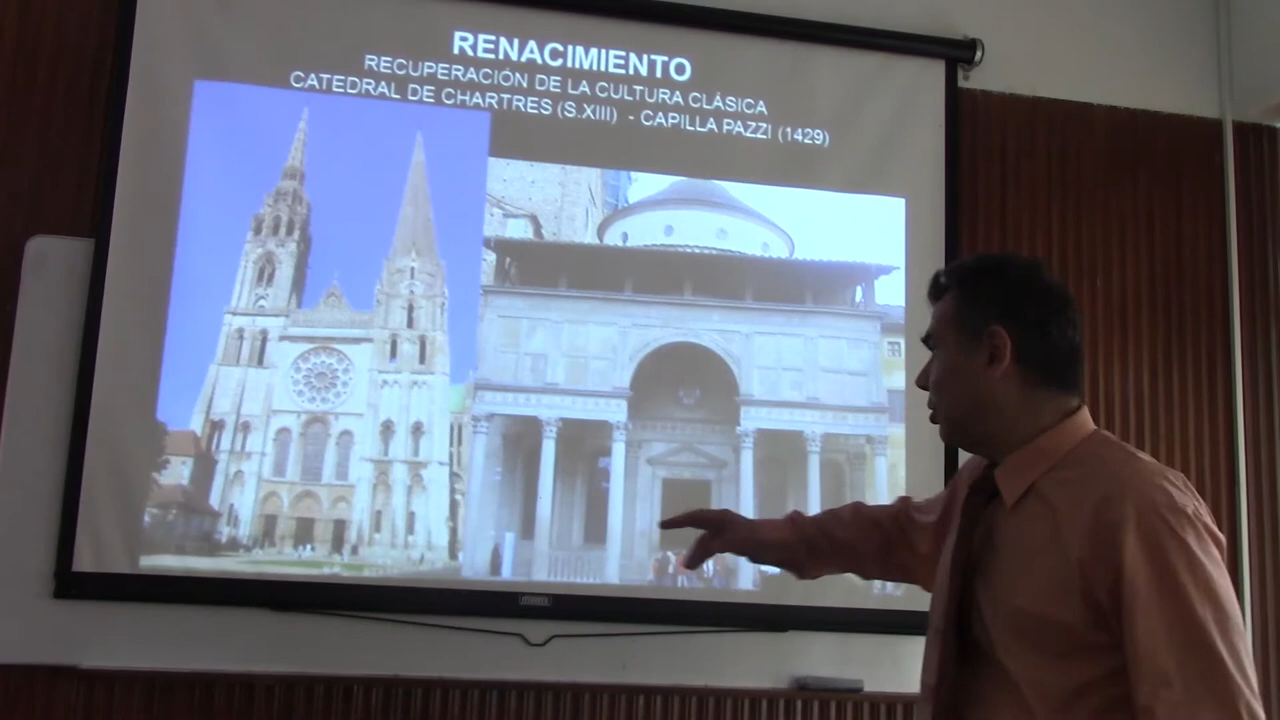 RENACIMIENTO
RECUPERACIÓN DE LA CULTURA CLÁSICA
CATEDRAL DE CHARTRES (S.XIII) - CAPILLA PAZZI (1429)